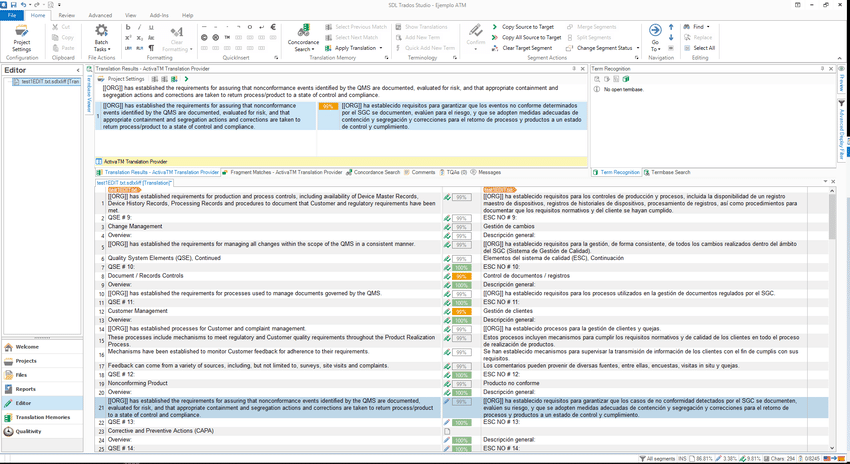 SDL Trados Studio - Ejemplo ATM
File Home Review Advanced View Add-Ins Help
Project Settings
Configuration
Cut
Copy
Paste
Clipboard
Batch Tasks
File Actions
Clear Formatting
Formatting
QuickInsert
Concordance Search
Select Previous Match
Select Next Match
Apply Translation
Translation Memory
Show Translations
Add New Term
Quick Add New Term
Terminology
Confirm
Copy Source to Target
Copy All Source to Target
Clear Target Segment
Merge Segments
Split Segment
Change Segment Status
Segment Actions
Go To
Navigation
Find
Replace
Select All
Editing
Editor
test1EDIT.txt.sdlxliff [Tran
Translation Viewer
Translation Results - ActivaTM Translation Provider
Project Settings
[[ORG]] has established the requirements for assuring that nonconformance events identified by the QMS are documented, evaluated for risk, and that appropriate containment and segregation actions and corrections are taken to return process/product to a state of control and compliance.
1 [[ORG]] has established the requirements for assuring that nonconformance
events identified by the QMS are documented, evaluated for risk, and that
appropriate containment and segregation actions and corrections are taken to
return process/product to a state of control and compliance.
[[ORG]] ha establecido requisitos para garantizar que los eventos no conforme determinados
por el SGC se documenten, evalúen para el riesgo, y que se adopten medidas adecuadas de
contención y segregación y correcciones para el retorno de procesos y productos a un estado
de control y cumplimiento.
ActivaTM Translation Provider
Translation Results - ActivaTM Translation Provider Fragment Matches - ActivaTM Translation Provider Concordance Search Comments TQAs (0) Messages
Term Recognition
No open termbase.
Term Recognition Termbase Search
Advanced Display Filter
test1EDIT.txt.sdlxliff [Translation]*
1 [[ORG]] has established requirements for production and process controls, including availability of Device Master Records,
Device History Records, Processing Records and procedures to document that Customer and regulatory requirements have been
met.
99%
[[ORG]] ha establecido requisitos para los controles de producción y procesos, incluida la disponibilidad de un registro
maestro de dispositivos, registros de historiales de dispositivos, procesamiento de registros, así como procedimientos para
documentar que los requisitos normativos y del cliente se hayan cumplido.
2 QSE # 9: 99% ESC NO # 9:
3 Change Management 99% Gestión de cambios
4 Overview: 99% Descripción general:
5 [[ORG]] has established the requirements for managing all changes within the scope of the QMS in a consistent manner.
99%
[[ORG]] ha establecido requisitos para la gestión, de forma consistente, de todos los cambios realizados dentro del ámbito
del SGC (Sistema de Gestión de Calidad).
6 Quality System Elements (QSE), Continued 99% Elementos del sistema de calidad (ESC), Continuación
7 QSE # 10: 100% ESC NO # 10:
8 Document / Records Controls 99% Control de documentos / registros
9 Overview: 100% Descripción general:
10 [[ORG]] has established the requirements for processes used to manage documents governed by the QMS. 99% [[ORG]] ha establecido requisitos para los procesos utilizados en la gestión de documentos regulados por el SGC.
11 QSE # 11: 100% ESC NO # 11:
12 Customer Management 99% Gestión de clientes
13 Overview: 100% Descripción general:
14 [[ORG]] has established processes for Customer and complaint management. 99% [[ORG]] ha establecido procesos para la gestión de clientes y quejas.
15 These processes include mechanisms to meet regulatory and Customer quality requirements throughout the Product Realization
Process.
99%
Estos procesos incluyen mecanismos para cumplir los requisitos normativos y de calidad de los clientes en todo el proceso
de realización de productos.
16 Mechanisms have been established to monitor Customer feedback for adherence to their requirements.
99%
Se han establecido mecanismos para supervisar la transmisión de información de los clientes con el fin de cumplir con sus
requisitos.
17 Feedback can come from a variety of sources, including, but not limited to, surveys, site visits and complaints. 99% Los comentarios pueden provenir de diversas fuentes, entre ellas, encuestas, visitas in situ y quejas.
18 QSE # 12: 100% ESC NO # 12:
19 Nonconforming Product 99% Producto no conforme
20 Overview: 100% Descripción general:
21 [[ORG]] has established the requirements for assuring that nonconformance events identified by the QMS are documented,
evaluated for risk, and that appropriate containment and segregation actions and corrections are taken to return process/product
to a state of control and compliance.
99%
[[ORG]] ha establecido requisitos para garantizar que los casos de no conformidad detectados por el SGC se documenten,
evalúen su riesgo, y que se adopten medidas adecuadas de contención y segregación y correcciones para el retorno de
procesos y productos a un estado de control y cumplimiento.
22 QSE # 13: 100% ESC NO # 13:
23 Corrective and Preventive Actions (CAPA)
24 Overview: 100% Descripción general:
25 QSE # 14: 100% ESC NO # 14:
Welcome
Projects
Files
Reports
Editor
Translation Memories
Qualitivity
All segments INS 86.81% 3.38% 9.81% Chars: 294 0/8245